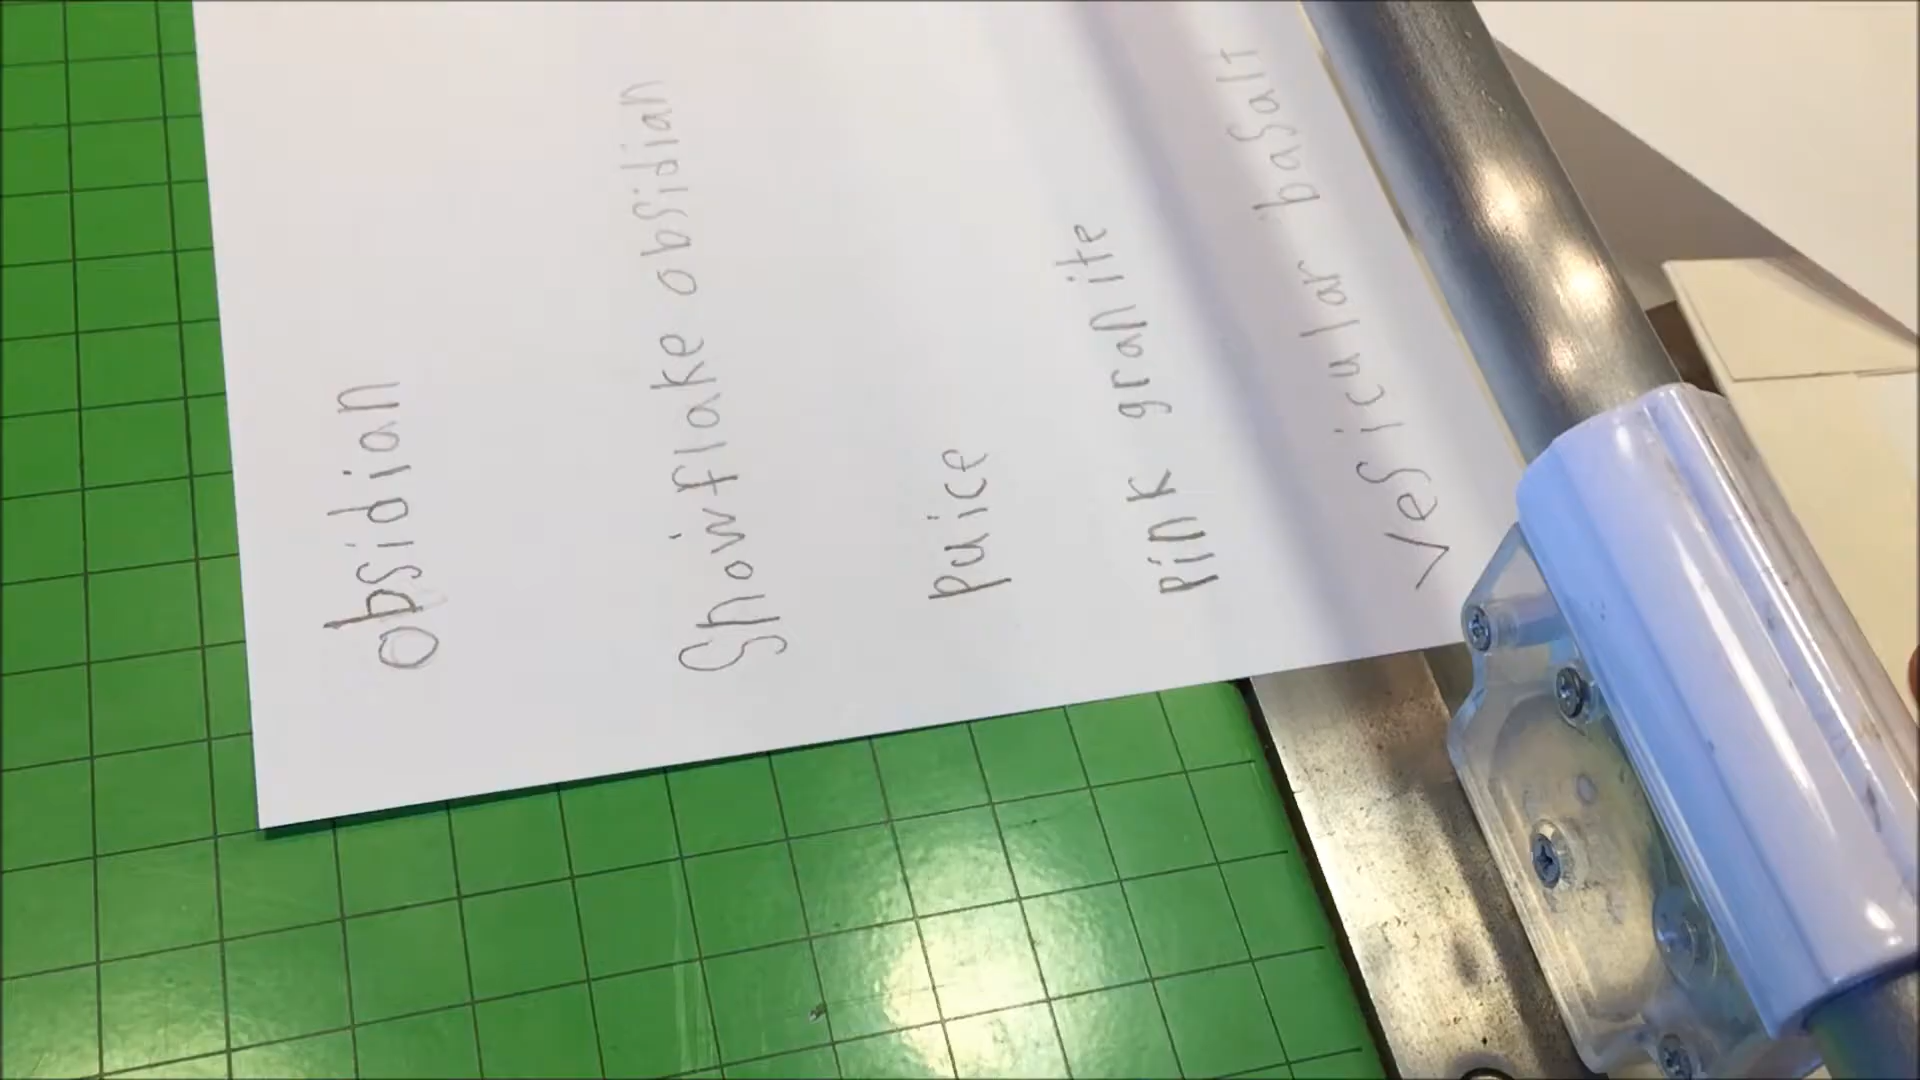 obsidian
Snowflake obsidian
puice
pink granite
vesicular basalt